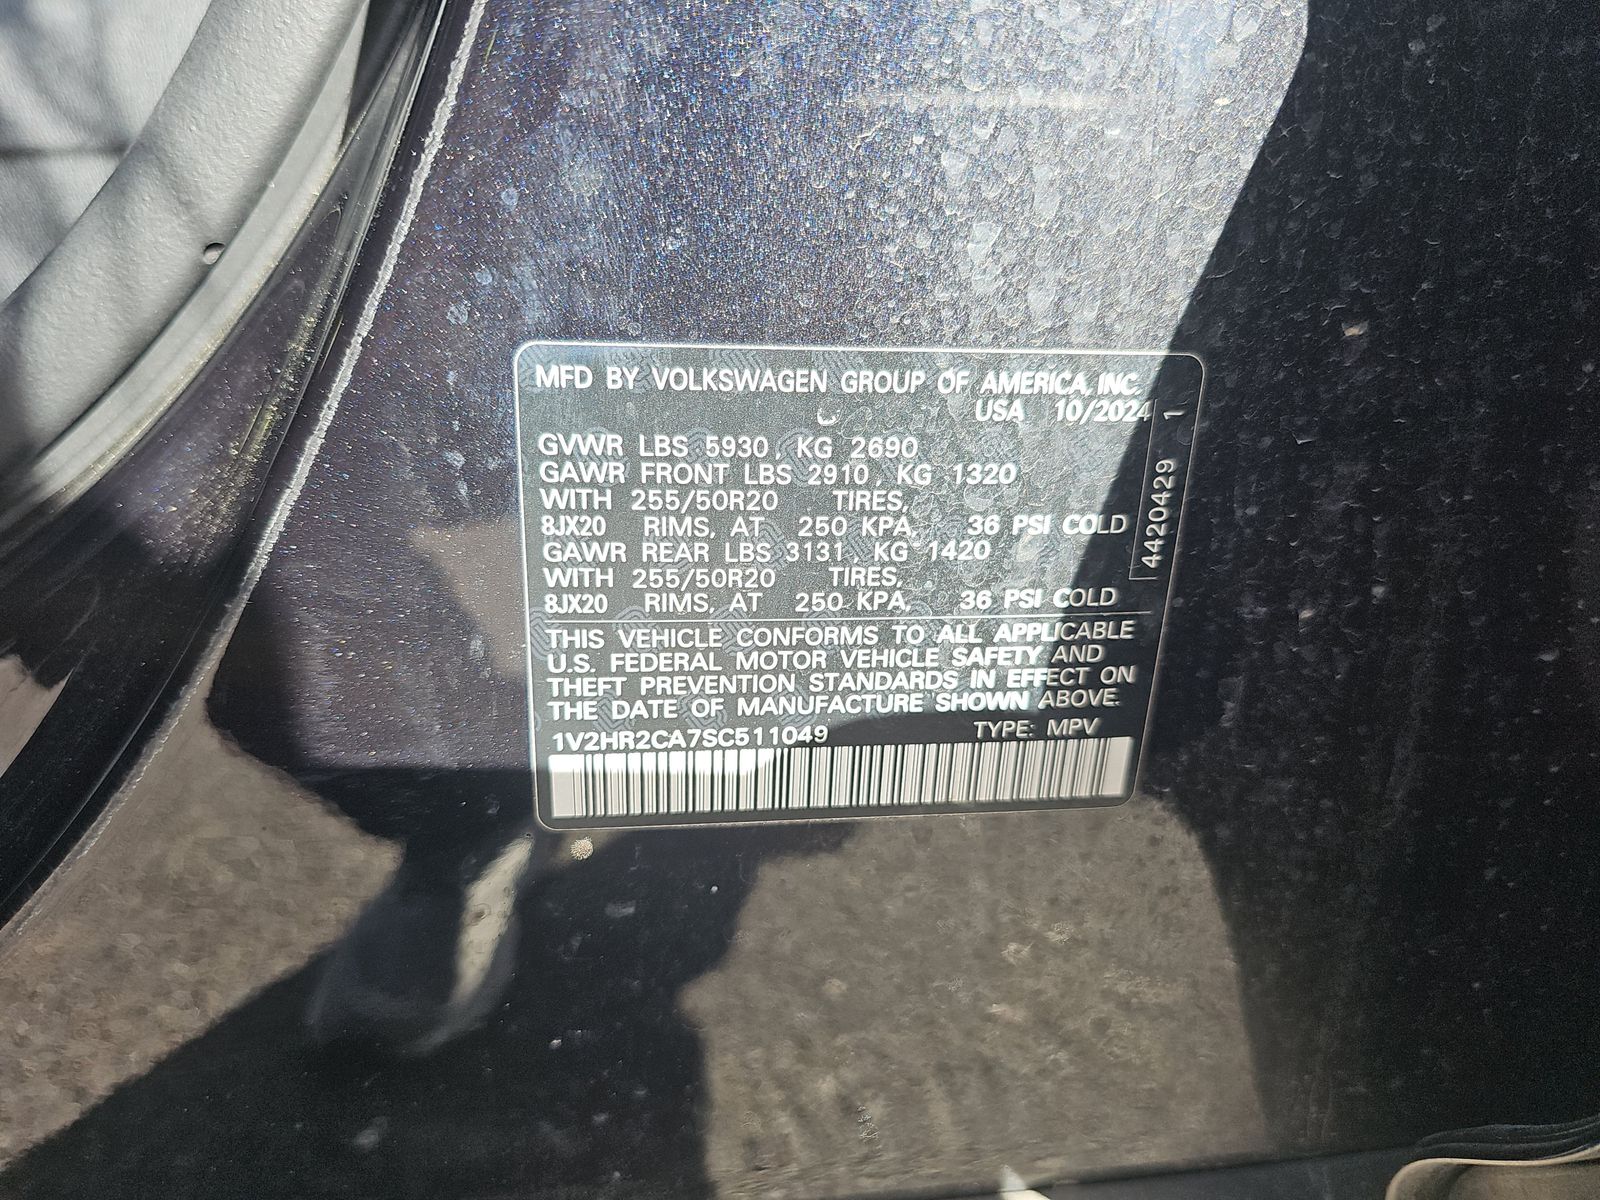 MFD BY VOLKSWAGEN GROUP OF AMERICA, INC.
USA 10/2024
GVWR LBS 5930, KG 2690
GAWR FRONT LBS 2910, KG 1320
WITH 255/50R20 TIRES,
8JX20 RIMS, AT 250 KPA, 36 PSI COLD
GAWR REAR LBS 3131, KG 1420
WITH 255/50R20 TIRES,
8JX20 RIMS, AT 250 KPA, 36 PSI COLD
THIS VEHICLE CONFORMS TO ALL APPLICABLE
U.S. FEDERAL MOTOR VEHICLE SAFETY AND
THEFT PREVENTION STANDARDS IN EFFECT ON
THE DATE OF MANUFACTURE SHOWN ABOVE.
1V2HR2CA7SC511049 TYPE: MPV
4420429 1